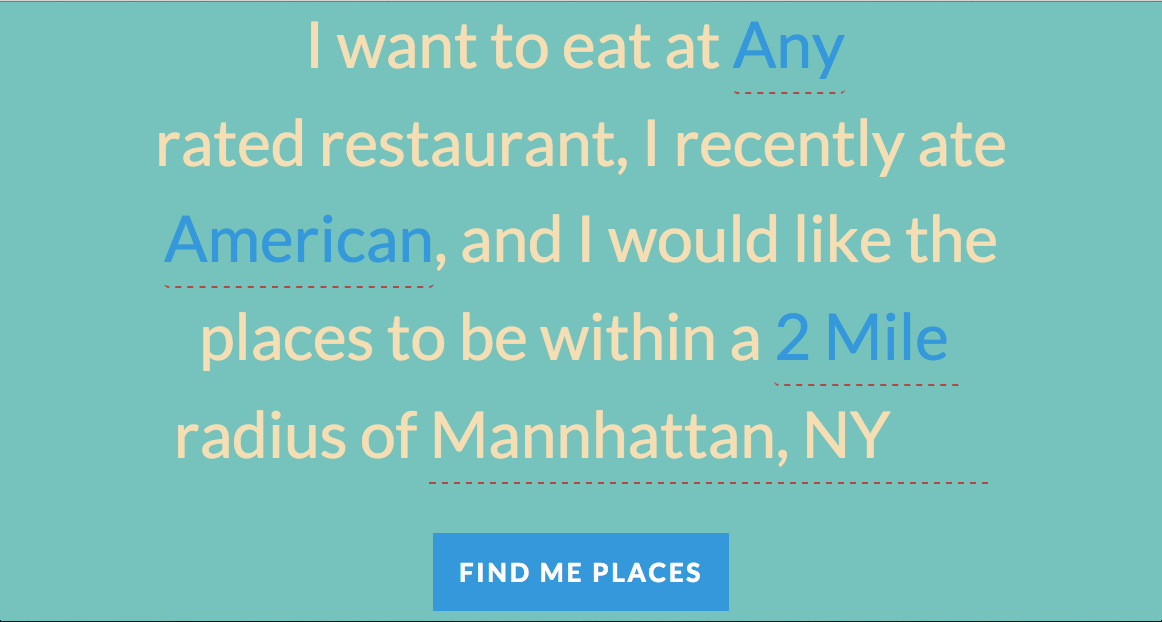 I want to eat at Any
rated restaurant, I recently ate
American, and I would like the
places to be within a 2 Mile
radius of Mannhattan, NY
FIND ME PLACES